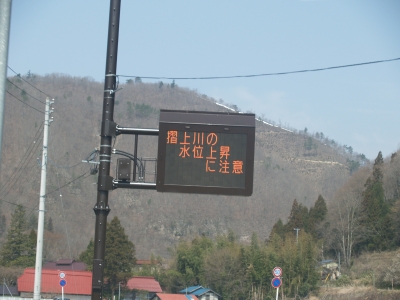 摺上川の
水位上昇
に注意